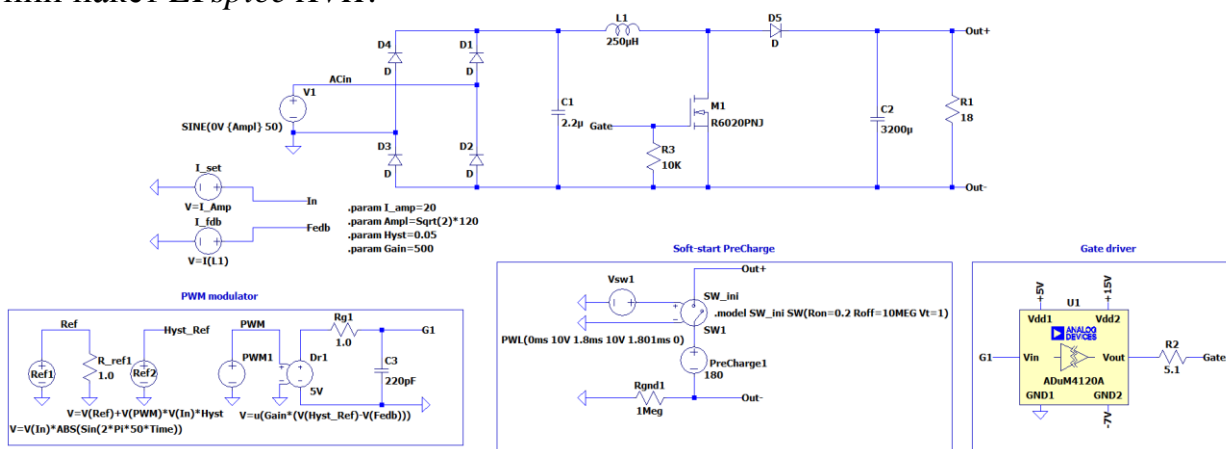 L1
250µH
D5
D
D4
D
D1
D
ACin
V1
SINE(0V {Ampl} 50)
C1
2.2µ
Gate
M1
R6020PNJ
R3
10K
C2
3200µ
R1
18
Out+
D3
D
D2
D
Out-
I_set
V=I_Amp
In
I_fdb
V=I(L1)
Fedb
.param I_amp=20
.param Ampl=Sqrt(2)*120
.param Hyst=0.05
.param Gain=500
PWM modulator
Ref
Ref1
R_ref1
1.0
Hyst_Ref
Ref2
PWM
PWM1
Rg1
1.0
G1
Dr1
5V
C3
220pF
V=V(Ref)+V(PWM)*V(In)*Hyst
V=u(Gain*(V(Hyst_Ref)-V(Fedb)))
V=V(In)*ABS(Sin(2*Pi*50*Time))
Soft-start PreCharge
Out+
Vsw1
SW_ini
.model SW_ini SW(Ron=0.2 Roff=10MEG Vt=1)
SW1
PWL(0ms 10V 1.8ms 10V 1.801ms 0)
PreCharge1
180
Rgnd1
1Meg
Out-
Gate driver
+5V
+15V
U1
Vdd1
Vdd2
ANALOG
DEVICES
G1
Vin
Vout
R2
5.1
Gate
ADuM4120A
GND1
GND2
-7V